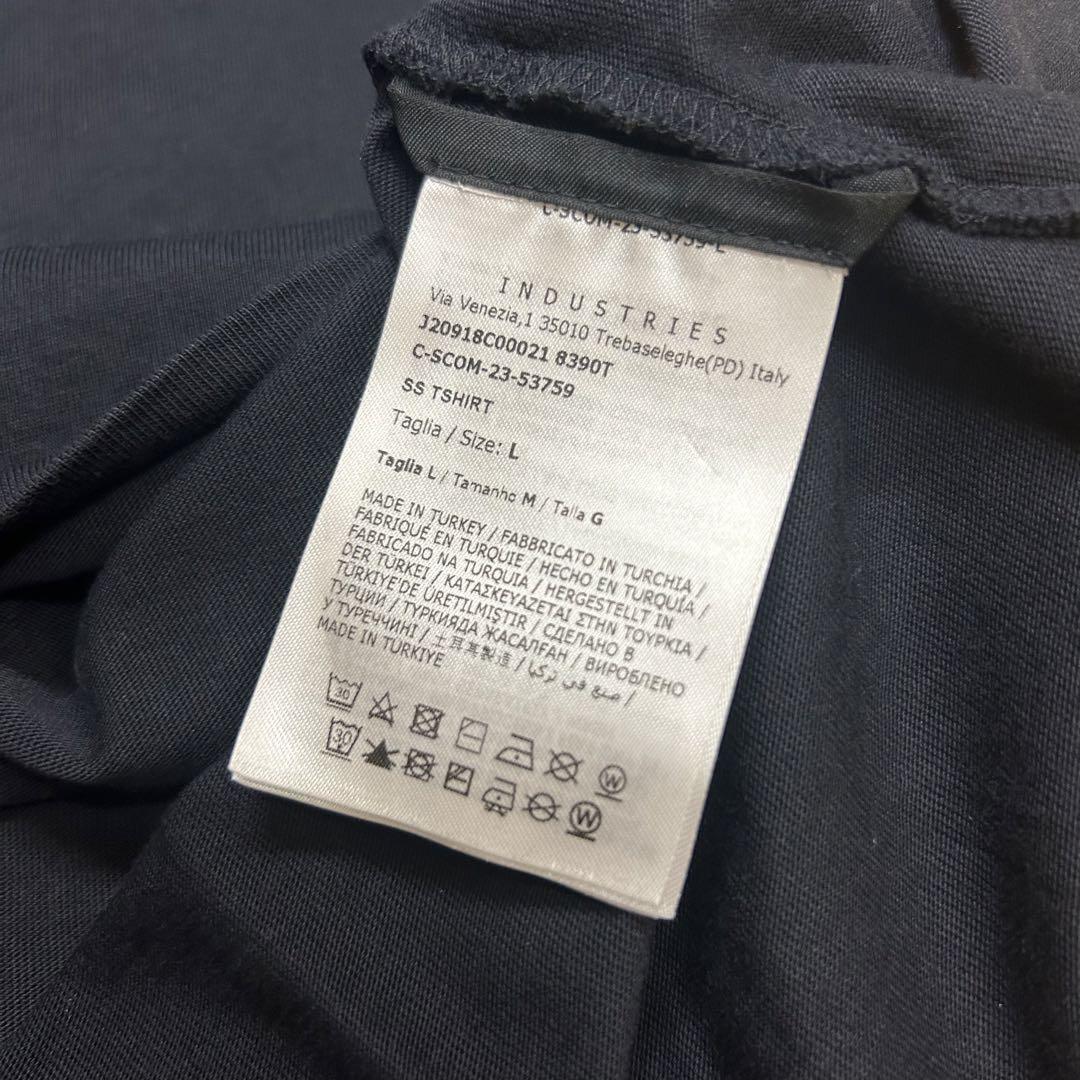 C-SCOM-23-53759-L
INDUSTRIES
Via Venezia,1 35010 Trebaseleghe(PD) Italy
J20918C00021 8390T
C-SCOM-23-53759
SS TSHIRT
Taglia / Size: L
Taglia L / Tamanho M / Talla G
MADE IN TURKEY / FABBRICATO IN TURCHIA /
FABRIQUÉ EN TURQUIE / HECHO EN TURQUÍA /
FABRICADO NA TURQUIA / HERGESTELLT IN
DER TÜRKEI / ΚΑΤΑΣΚΕΥΑΖΕΤΑΙ ΣΤΗΝ ΤΟΥΡΚΙΑ /
TÜRKİYE'DE ÜRETİLMİŞTİR / СДЕЛАНО В
ТУРЦИИ / ТҮРКИЯДА ЖАСАЛҒАН / ВИРОБЛЕНО
У ТУРЕЧЧИНІ / 土耳其製造 / صنع في تركيا /
MADE IN TÜRKIYE
30
W
30
W